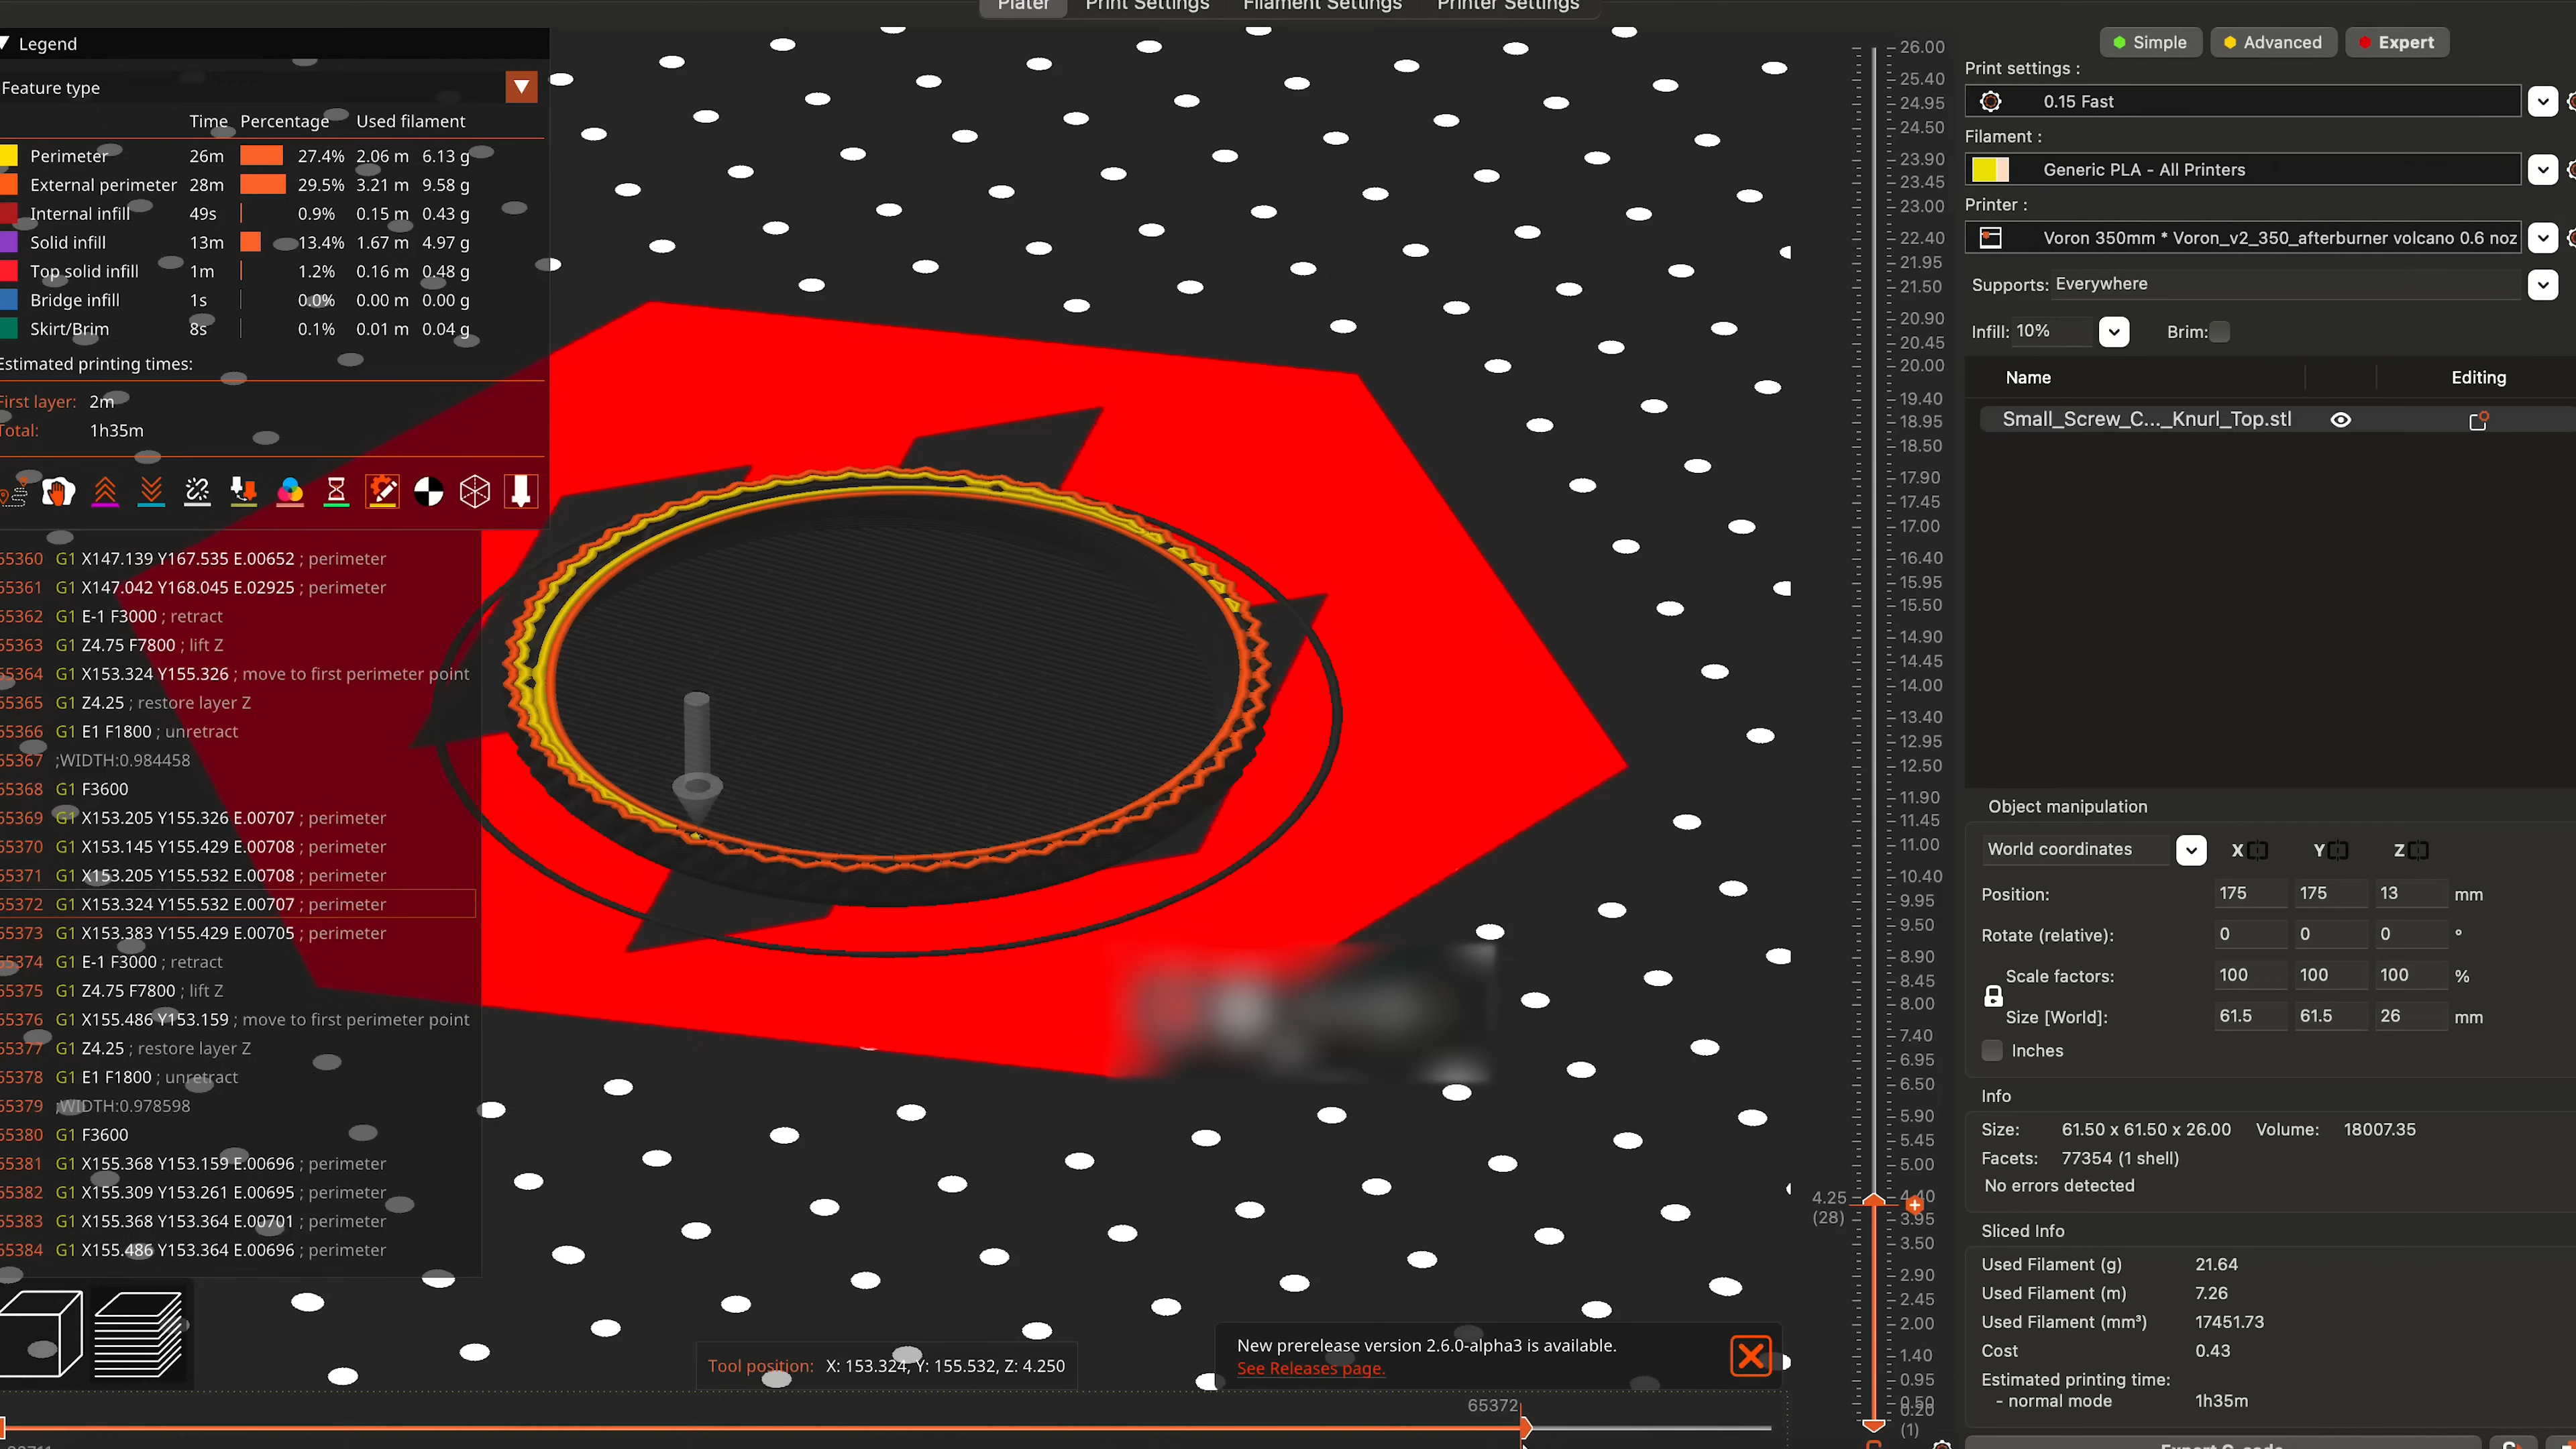 Plater Print Settings Filament Settings Printer Settings
Legend
Feature type
Time Percentage Used filament
Perimeter 26m 27.4% 2.06 m 6.13 g
External perimeter 28m 29.5% 3.21 m 9.58 g
Internal infill 49s 0.9% 0.15 m 0.43 g
Solid infill 13m 13.4% 1.67 m 4.97 g
Top solid infill 1m 1.2% 0.16 m 0.48 g
Bridge infill 1s 0.0% 0.00 m 0.00 g
Skirt/Brim 8s 0.1% 0.01 m 0.04 g
Estimated printing times:
First layer: 2m
Total: 1h35m
65360 G1 X147.139 Y167.535 E.00652 ; perimeter
65361 G1 X147.042 Y168.045 E.02925 ; perimeter
65362 G1 E-1 F3000 ; retract
65363 G1 Z4.75 F7800 ; lift Z
65364 G1 X153.324 Y155.326 ; move to first perimeter point
65365 G1 Z4.25 ; restore layer Z
65366 G1 E1 F1800 ; unretract
65367 ;WIDTH:0.984458
65368 G1 F3600
65369 G1 X153.205 Y155.326 E.00707 ; perimeter
65370 G1 X153.145 Y155.429 E.00708 ; perimeter
65371 G1 X153.205 Y155.532 E.00708 ; perimeter
65372 G1 X153.324 Y155.532 E.00707 ; perimeter
65373 G1 X153.383 Y155.429 E.00705 ; perimeter
65374 G1 E-1 F3000 ; retract
65375 G1 Z4.75 F7800 ; lift Z
65376 G1 X155.486 Y153.159 ; move to first perimeter point
65377 G1 Z4.25 ; restore layer Z
65378 G1 E1 F1800 ; unretract
65379 ;WIDTH:0.978598
65380 G1 F3600
65381 G1 X155.368 Y153.159 E.00696 ; perimeter
65382 G1 X155.309 Y153.261 E.00695 ; perimeter
65383 G1 X155.368 Y153.364 E.00701 ; perimeter
65384 G1 X155.486 Y153.364 E.00696 ; perimeter
Tool position: X: 153.324, Y: 155.532, Z: 4.250
New prerelease version 2.6.0-alpha3 is available.
See Releases page.
65372
26.00
25.40
24.95
24.50
23.90
23.45
23.00
22.40
21.95
21.50
20.90
20.45
20.00
19.40
18.95
18.50
17.90
17.45
17.00
16.40
15.95
15.50
14.90
14.45
14.00
13.40
12.95
12.50
11.90
11.45
11.00
10.40
9.95
9.50
8.90
8.45
8.00
7.40
6.95
6.50
5.90
5.45
5.00
4.25 4.40
(28) 3.95
3.50
2.90
2.45
2.00
1.40
0.95
0.50
0.20
(1)
Simple Advanced Expert
Print settings :
0.15 Fast
Filament :
Generic PLA - All Printers
Printer :
Voron 350mm * Voron_v2_350_afterburner volcano 0.6 noz
Supports: Everywhere
Infill: 10% Brim:
Name Editing
Small_Screw_C..._Knurl_Top.stl
Object manipulation
World coordinates X Y Z
Position: 175 175 13 mm
Rotate (relative): 0 0 0 °
Scale factors: 100 100 100 %
Size [World]: 61.5 61.5 26 mm
Inches
Info
Size: 61.50 x 61.50 x 26.00 Volume: 18007.35
Facets: 77354 (1 shell)
No errors detected
Sliced Info
Used Filament (g) 21.64
Used Filament (m) 7.26
Used Filament (mm³) 17451.73
Cost 0.43
Estimated printing time:
- normal mode 1h35m
Export G-code